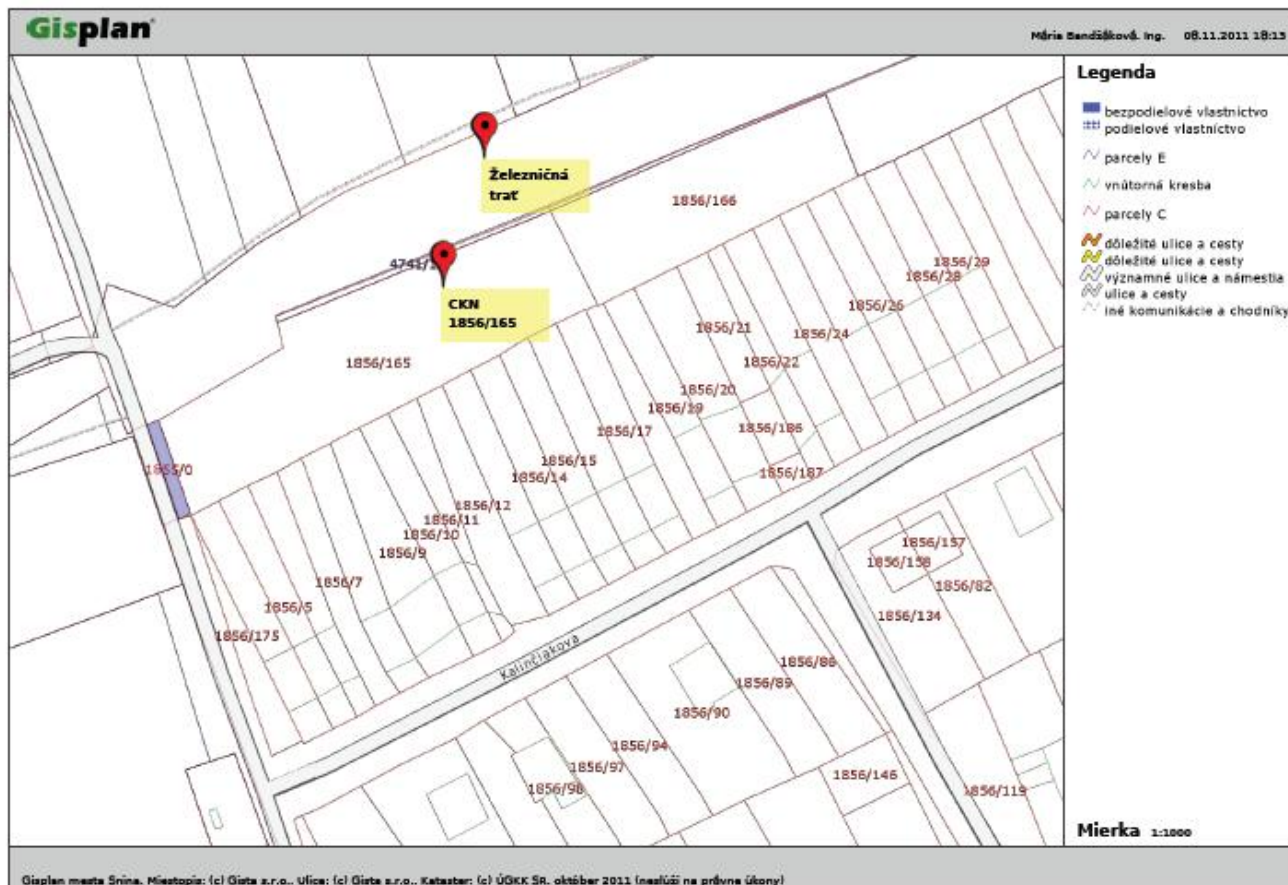 Gisplan
Mária Bandžáková, Ing. 08.11.2011 18:13
Legenda
bezpodielové vlastníctvo
podielové vlastníctvo
parcely E
vnútorná kresba
parcely C
dôležité ulice a cesty
dôležité ulice a cesty
významné ulice a námestia
ulice a cesty
iné komunikácie a chodníky
Železničná
trať
1856/166
4741/1
CKN
1856/165
1856/29
1856/28
1856/26
1856/21
1856/24
1856/165
1856/22
1856/20
1856/19
1856/17
1856/186
1855/0
1856/15
1856/14
1856/187
1856/12
1856/11
1856/10
1856/9
1856/157
1856/158
1856/7
1856/82
1856/5
1856/134
1856/175
Kalinčiakova
1856/86
1856/89
1856/90
1856/94
1856/97
1856/98
1856/146
1856/119
Mierka 1:1000
Gisplan mesta Snina, Miestopis: (c) Gista s.r.o., Ulice: (c) Gista s.r.o., Kataster: (c) ÚGKK SR, október 2011 (neslúži na právne úkony)